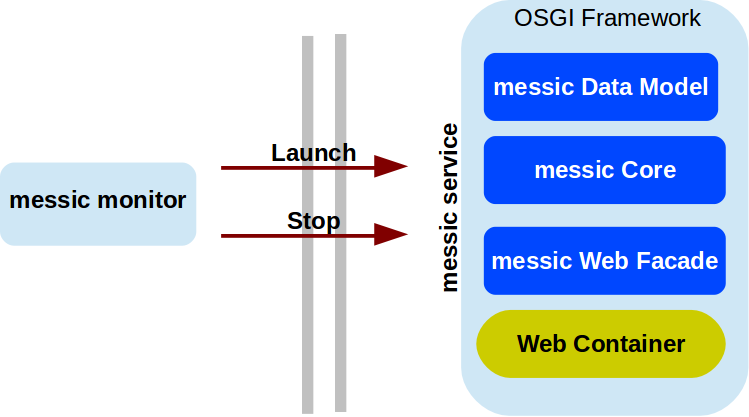 OSGI Framework
messic Data Model
messic Core
messic Web Facade
Web Container
messic service
Launch
Stop
messic monitor